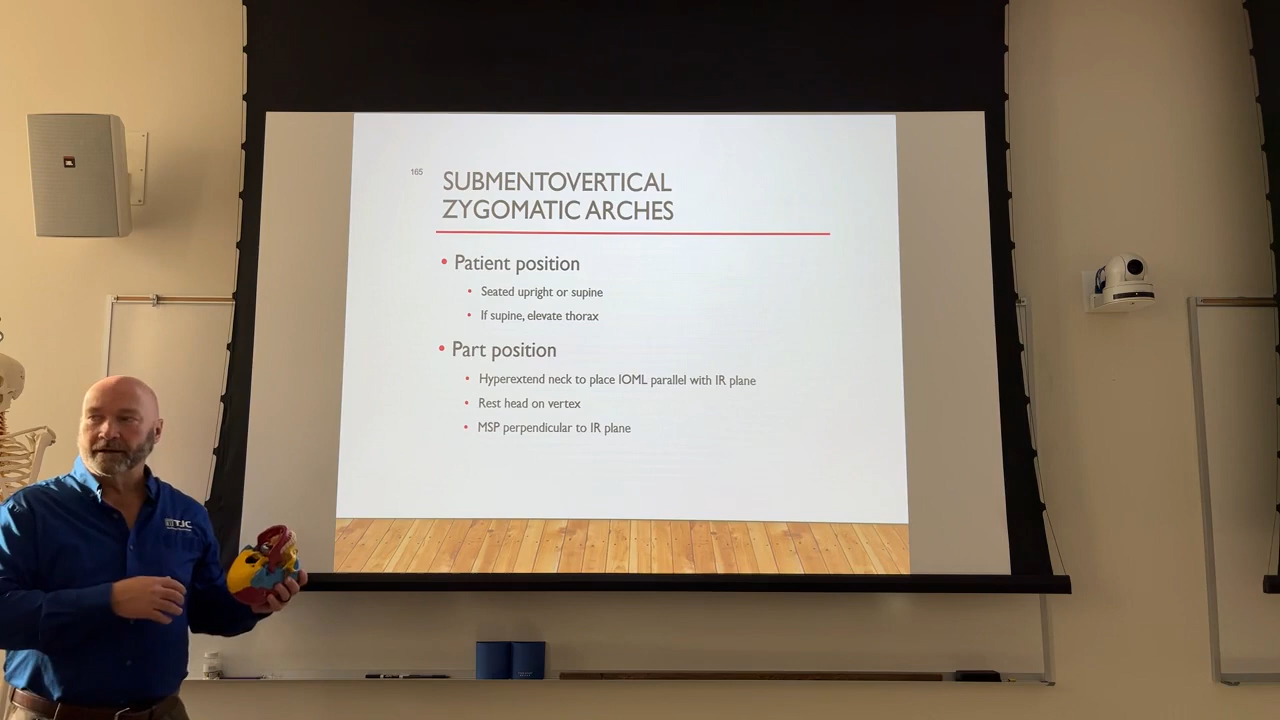 165
SUBMENTOVERTICAL
ZYGOMATIC ARCHES
• Patient position
• Seated upright or supine
• If supine, elevate thorax
• Part position
• Hyperextend neck to place IOML parallel with IR plane
• Rest head on vertex
• MSP perpendicular to IR plane
JBL
TJC